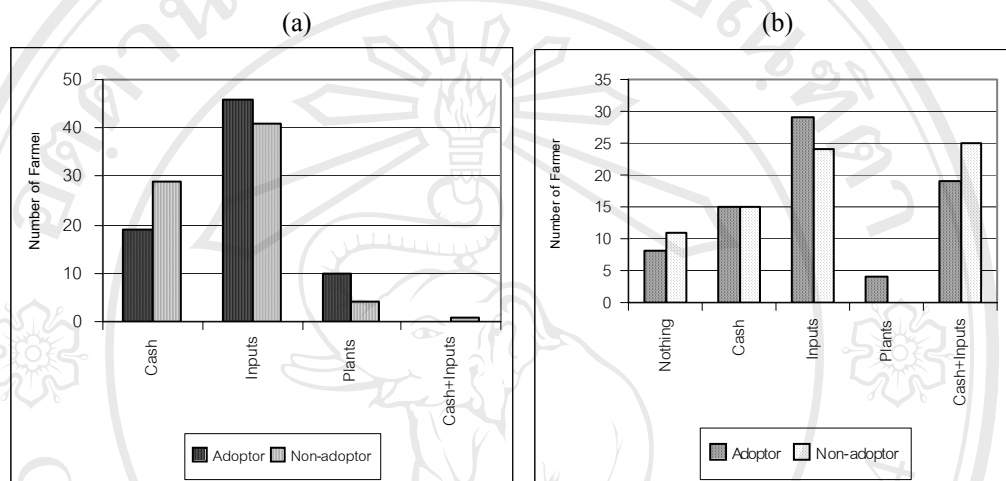 (a)
50
40
30
20
10
0
Number of Farmer
Cash
Inputs
Plants
Cash+Inputs
Adoptor
Non-adoptor
(b)
35
30
25
20
15
10
5
0
Number of Farmer
Nothing
Cash
Inputs
Plants
Cash+Inputs
Adoptor
Non-adoptor